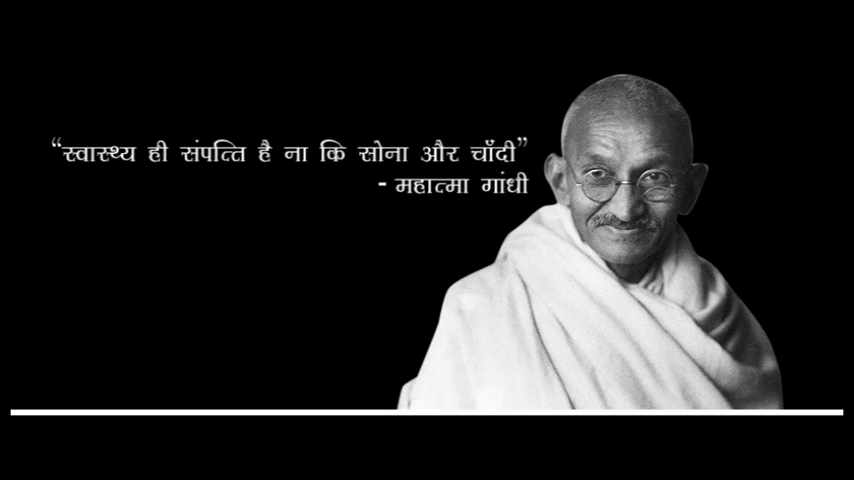 “स्वास्थ्य ही संपत्ति है ना कि सोना और चाँदी”
- महात्मा गांधी